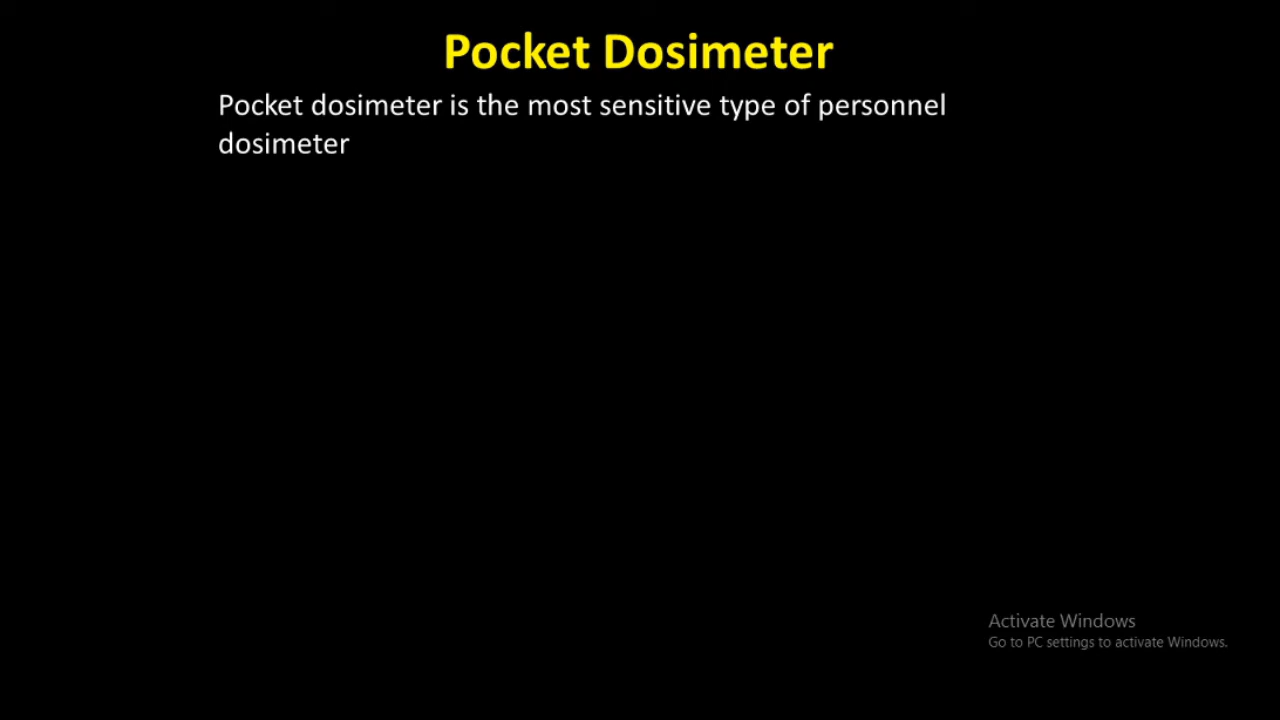 Pocket Dosimeter
Pocket dosimeter is the most sensitive type of personnel
dosimeter
Activate Windows
Go to PC settings to activate Windows.